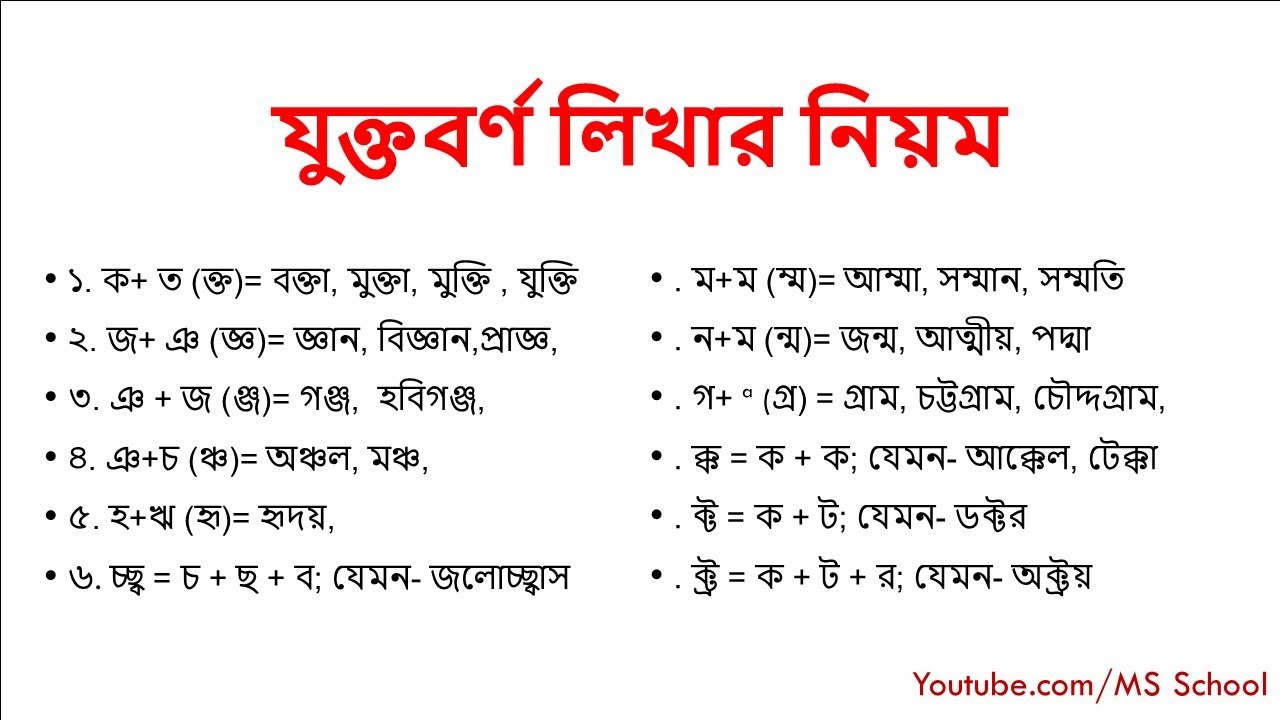 যুক্তবর্ণ লিখার নিয়ম
• ১. ক+ ত (ক্ত)= বক্তা, মুক্তা, মুক্তি , যুক্তি
• ২. জ+ ঞ (জ্ঞ)= জ্ঞান, বিজ্ঞান,প্রাজ্ঞ,
• ৩. ঞ + জ (ঞ্জ)= গঞ্জ, হবিগঞ্জ,
• ৪. ঞ+চ (ঞ্চ)= অঞ্চল, মঞ্চ,
• ৫. হ+ঋ (হৃ)= হৃদয়,
• ৬. চ্ছ্ব = চ + ছ + ব; যেমন- জলোচ্ছ্বাস
• . ম+ম (ম্ম)= আম্মা, সম্মান, সম্মতি
• . ন+ম (ন্ম)= জন্ম, আত্মীয়, পদ্মা
• . গ+ (গ্র) = গ্রাম, চট্টগ্রাম, চৌদ্দগ্রাম,
• . ক্ক = ক + ক; যেমন- আক্কেল, টেক্কা
• . ক্ট = ক + ট; যেমন- ডক্টর
• . ক্ট্র = ক + ট + র; যেমন- অক্ট্রয়
Youtube.com/MS School